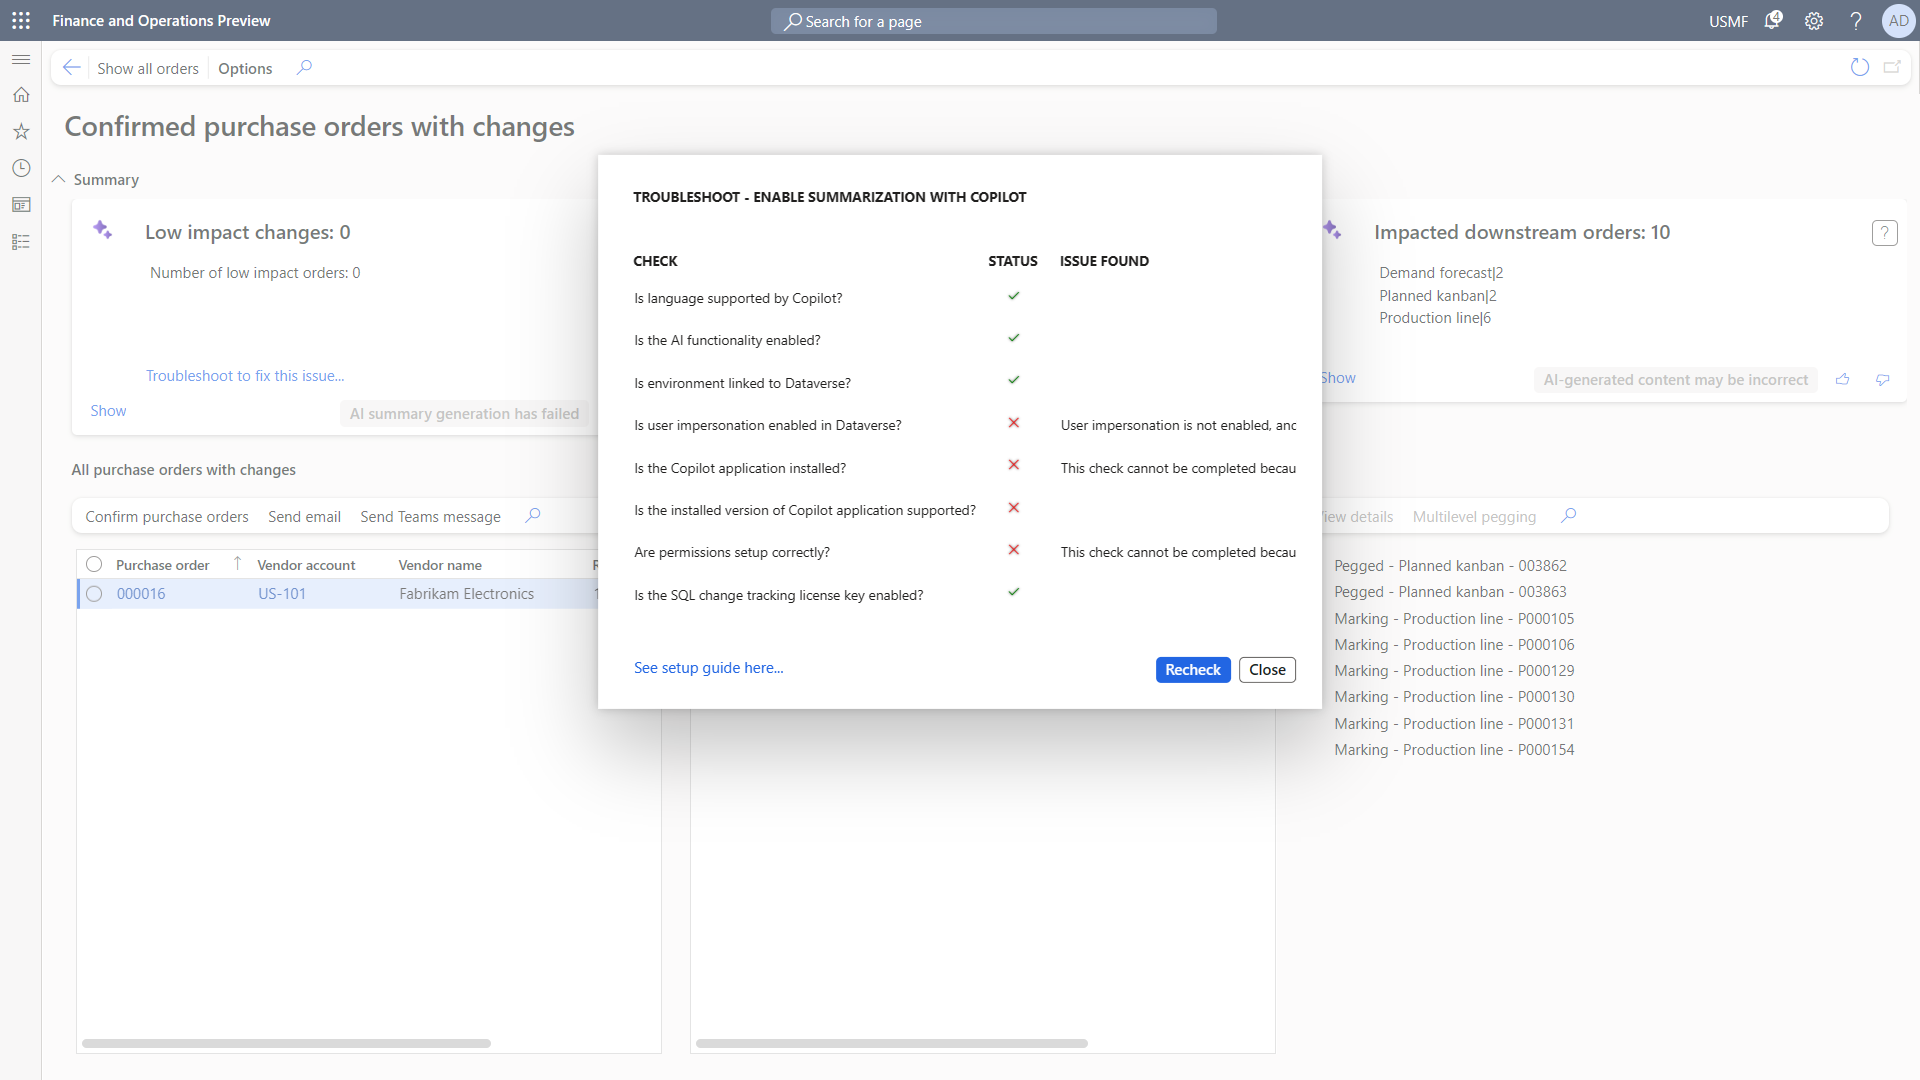 Finance and Operations Preview
Search for a page
USMF
4
AD
Show all orders
Options
Confirmed purchase orders with changes
Summary
Low impact changes: 0
Number of low impact orders: 0
Troubleshoot to fix this issue...
Show
AI summary generation has failed
Impacted downstream orders: 10
?
Demand forecast|2
Planned kanban|2
Production line|6
Show
AI-generated content may be incorrect
TROUBLESHOOT - ENABLE SUMMARIZATION WITH COPILOT
CHECK STATUS ISSUE FOUND
Is language supported by Copilot?
Is the AI functionality enabled?
Is environment linked to Dataverse?
Is user impersonation enabled in Dataverse? User impersonation is not enabled, and
Is the Copilot application installed? This check cannot be completed becau
Is the installed version of Copilot application supported?
Are permissions setup correctly? This check cannot be completed becau
Is the SQL change tracking license key enabled?
See setup guide here...
Recheck
Close
All purchase orders with changes
Confirm purchase orders
Send email
Send Teams message
Purchase order Vendor account Vendor name
000016 US-101 Fabrikam Electronics
View details
Multilevel pegging
Pegged - Planned kanban - 003862
Pegged - Planned kanban - 003863
Marking - Production line - P000105
Marking - Production line - P000106
Marking - Production line - P000129
Marking - Production line - P000130
Marking - Production line - P000131
Marking - Production line - P000154